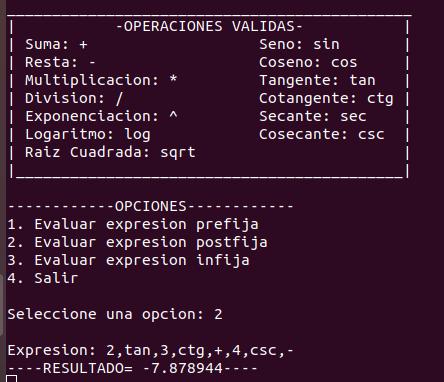 -OPERACIONES VALIDAS-
Suma: + Seno: sin
Resta: - Coseno: cos
Multiplicacion: * Tangente: tan
Division: / Cotangente: ctg
Exponenciacion: ^ Secante: sec
Logaritmo: log Cosecante: csc
Raiz Cuadrada: sqrt
------------OPCIONES------------
1. Evaluar expresion prefija
2. Evaluar expresion postfija
3. Evaluar expresion infija
4. Salir
Seleccione una opcion: 2
Expresion: 2,tan,3,ctg,+,4,csc,-
----RESULTADO= -7.878944----